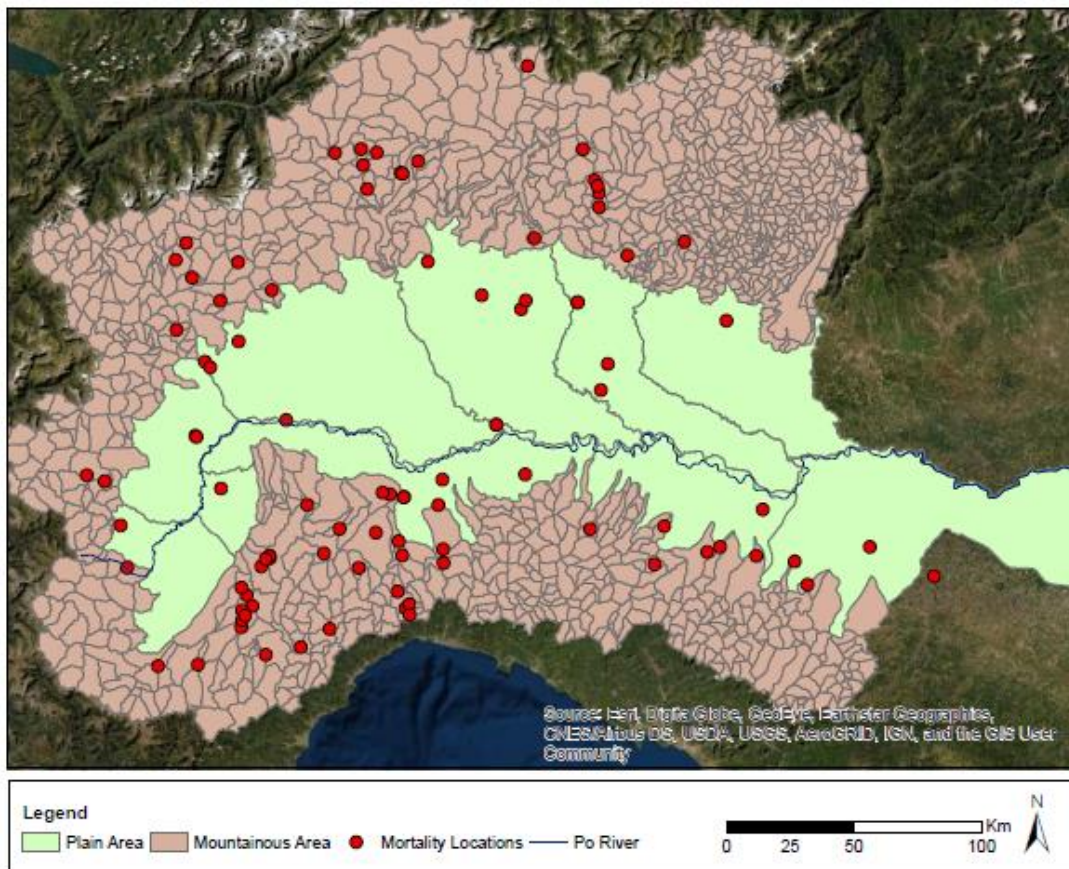 Source: Esri, DigitalGlobe, GeoEye, Earthstar Geographics,
CNES/Airbus DS, USDA, USGS, AeroGRID, IGN, and the GIS User
Community
Legend
Plain Area Mountainous Area Mortality Locations Po River
N
Km
0 25 50 100